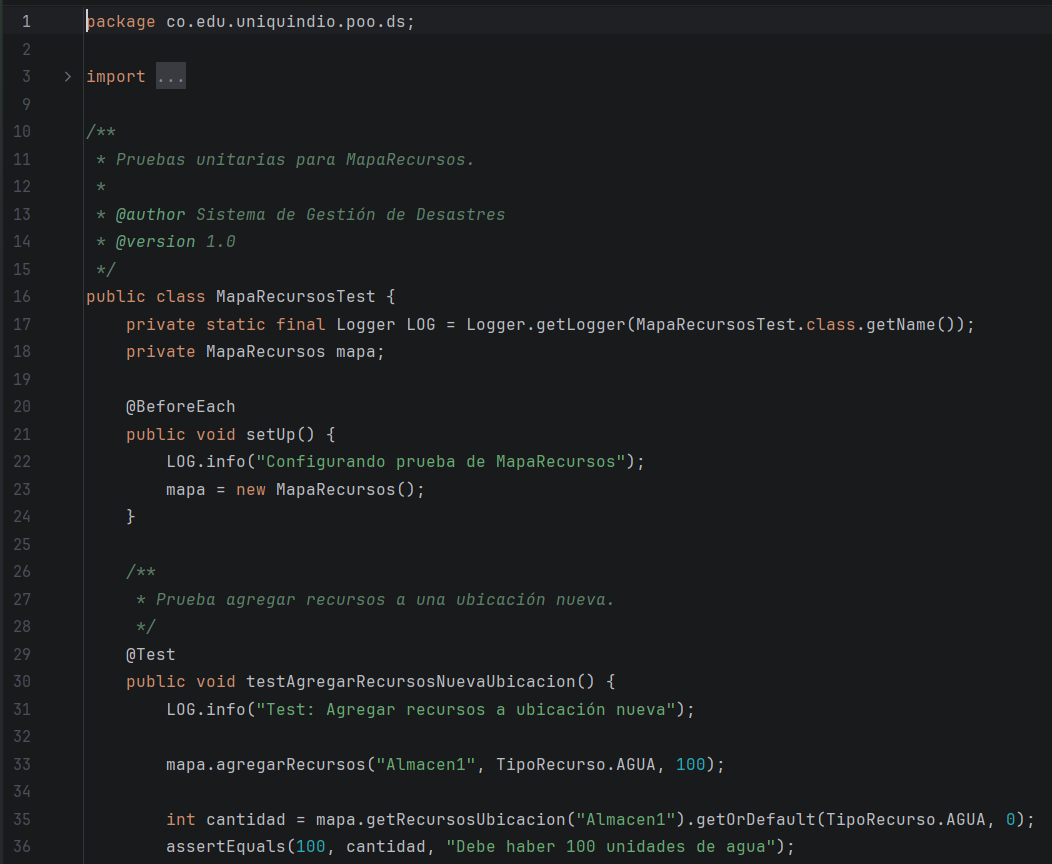 1 package co.edu.uniquindio.poo.ds;
2
3 > import ...
9
10 /**
11 * Pruebas unitarias para MapaRecursos.
12 *
13 * @author Sistema de Gestión de Desastres
14 * @version 1.0
15 */
16 public class MapaRecursosTest {
17 private static final Logger LOG = Logger.getLogger(MapaRecursosTest.class.getName());
18 private MapaRecursos mapa;
19
20 @BeforeEach
21 public void setUp() {
22 LOG.info("Configurando prueba de MapaRecursos");
23 mapa = new MapaRecursos();
24 }
25
26 /**
27 * Prueba agregar recursos a una ubicación nueva.
28 */
29 @Test
30 public void testAgregarRecursosNuevaUbicacion() {
31 LOG.info("Test: Agregar recursos a ubicación nueva");
32
33 mapa.agregarRecursos("Almacen1", TipoRecurso.AGUA, 100);
34
35 int cantidad = mapa.getRecursosUbicacion("Almacen1").getOrDefault(TipoRecurso.AGUA, 0);
36 assertEquals(100, cantidad, "Debe haber 100 unidades de agua");